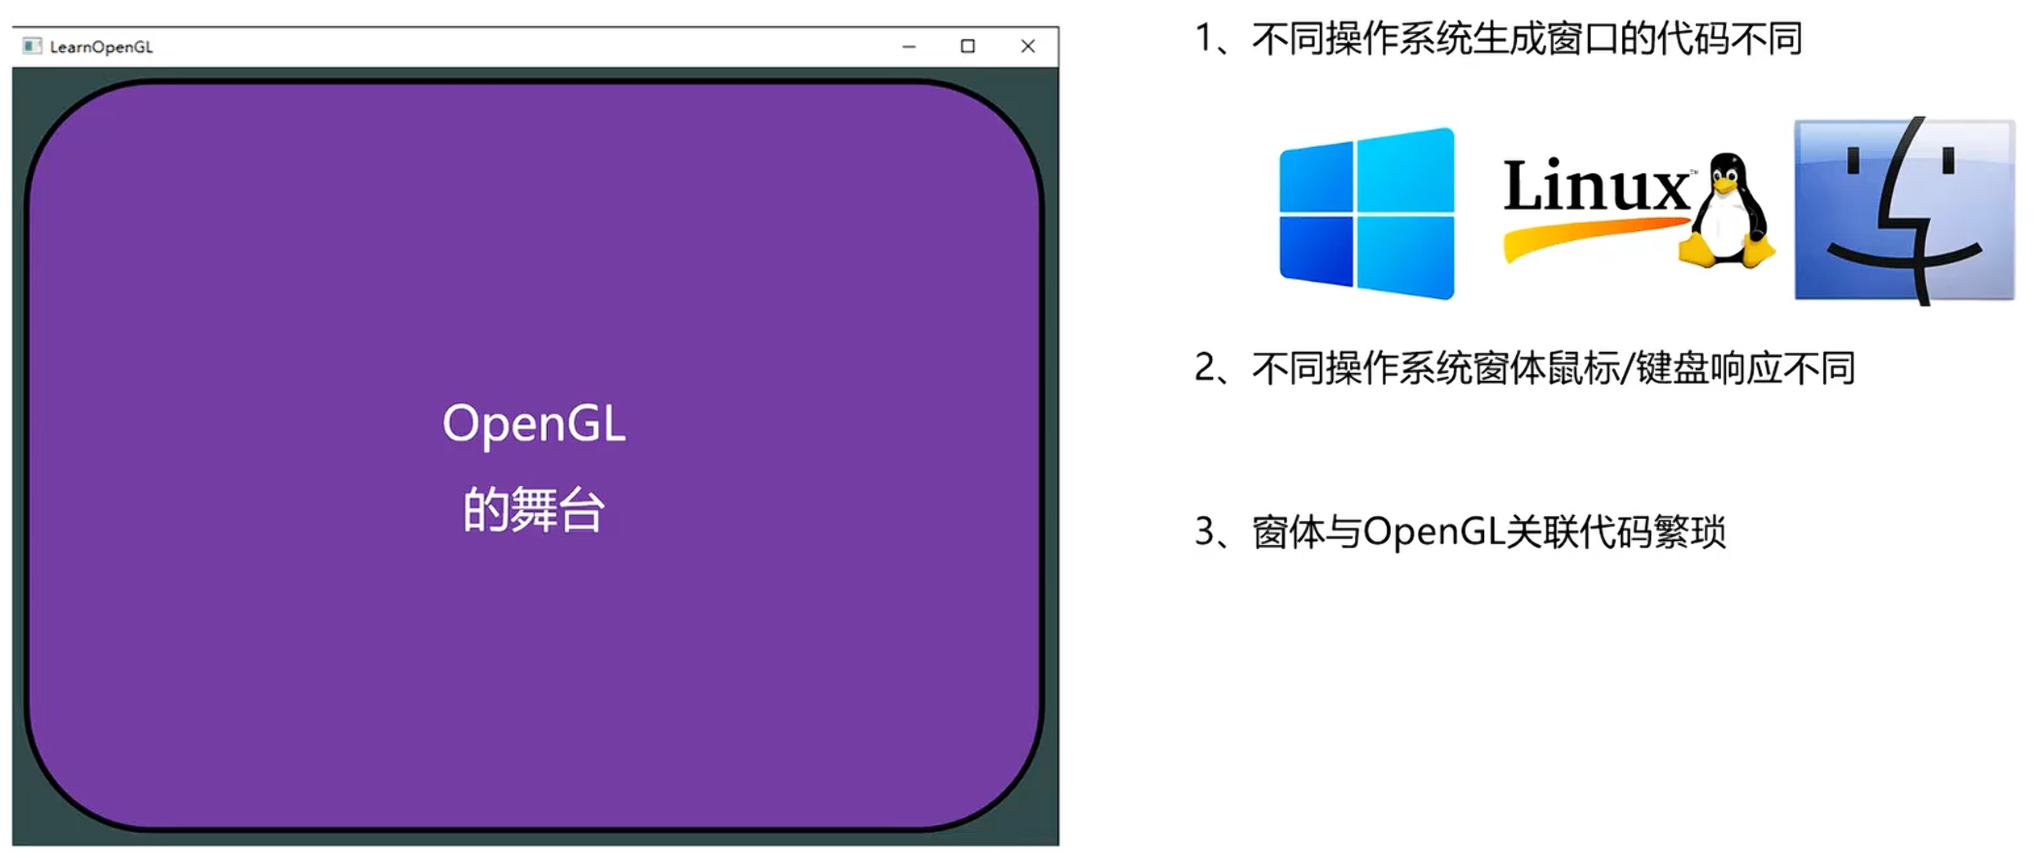 LearnOpenGL
OpenGL
的舞台
1、不同操作系统生成窗口的代码不同
Linux™
2、不同操作系统窗体鼠标/键盘响应不同
3、窗体与OpenGL关联代码繁琐